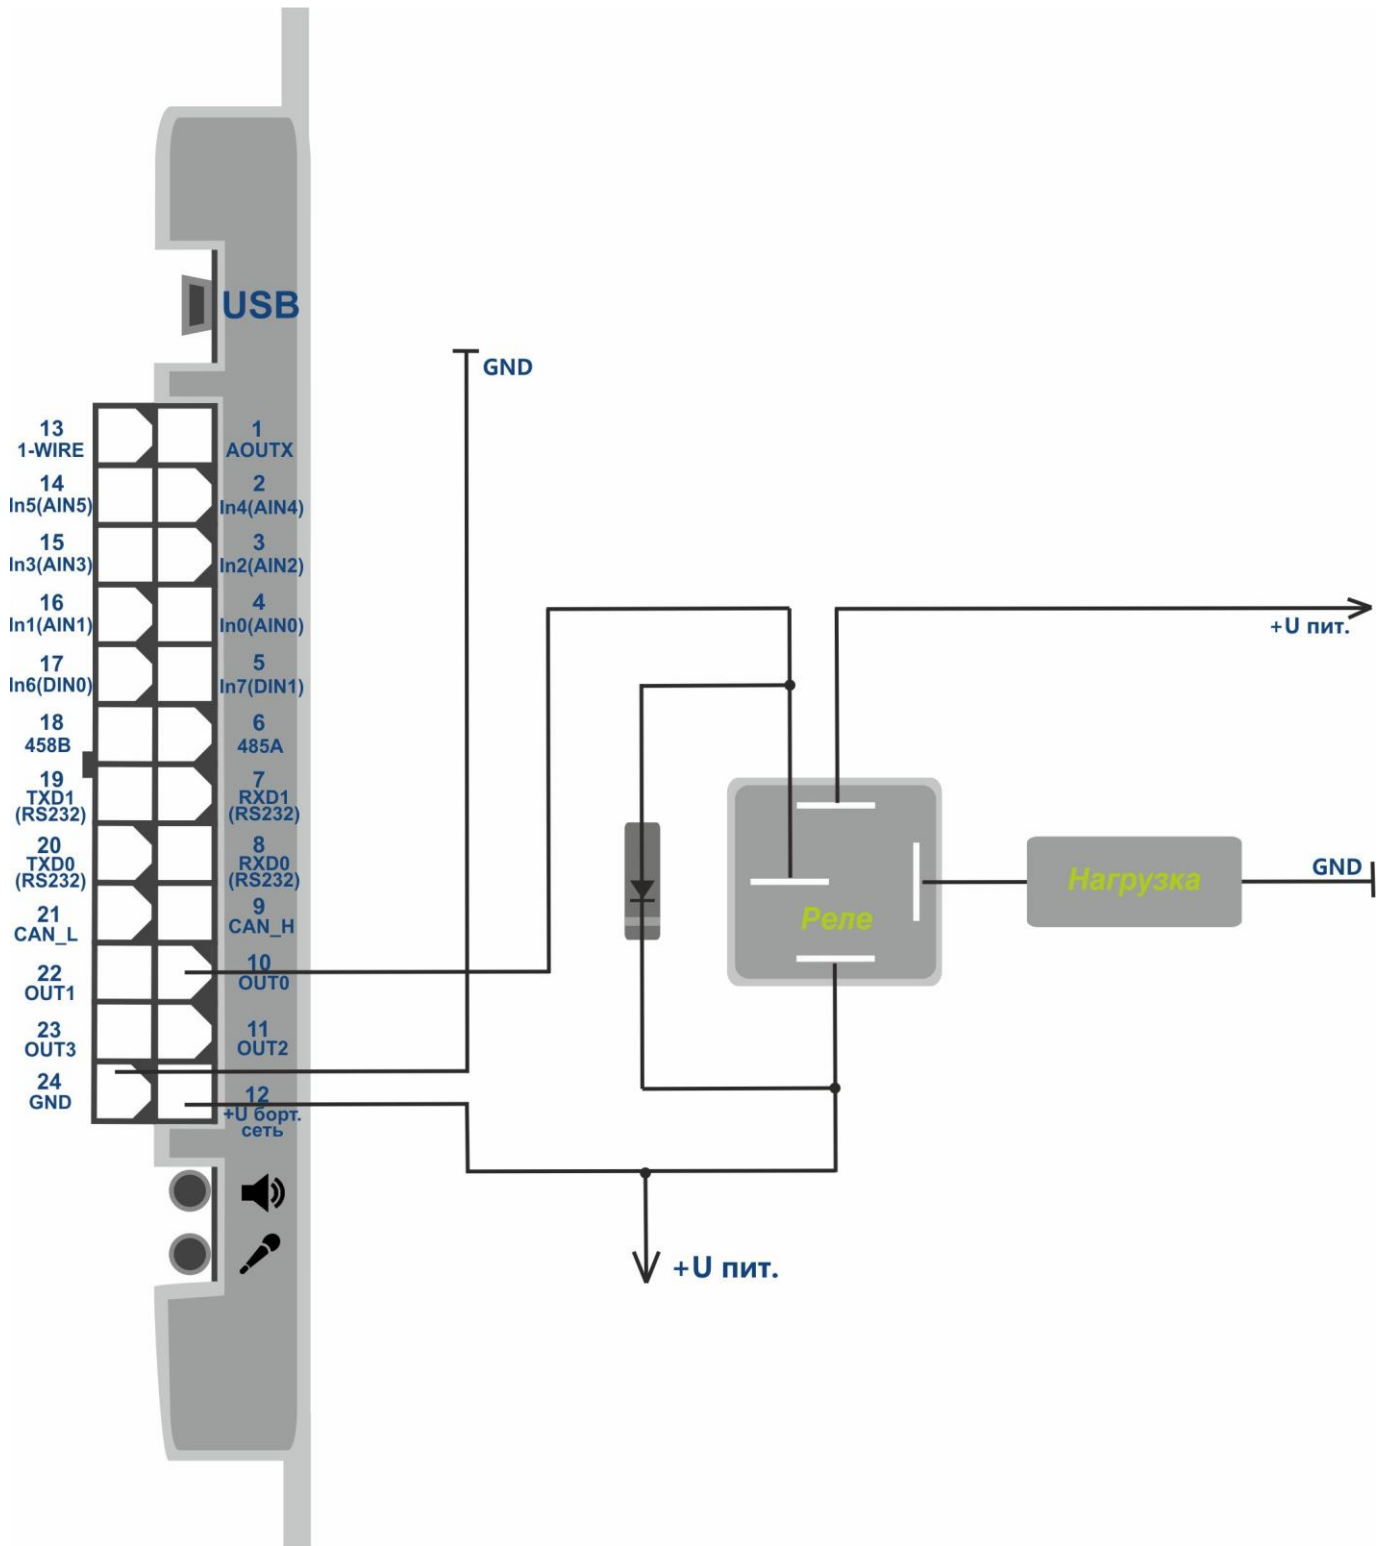 USB
GND
13
1-WIRE
1
AOUTX
14
In5(AIN5)
2
In4(AIN4)
15
In3(AIN3)
3
In2(AIN2)
16
In1(AIN1)
4
In0(AIN0)
17
In6(DIN0)
5
In7(DIN1)
18
458B
6
485A
19
TXD1
(RS232)
7
RXD1
(RS232)
20
TXD0
(RS232)
8
RXD0
(RS232)
21
CAN_L
9
CAN_H
22
OUT1
10
OUT0
23
OUT3
11
OUT2
24
GND
12
+U борт.
сеть
+U пит.
Реле
Нагрузка
GND
+U пит.